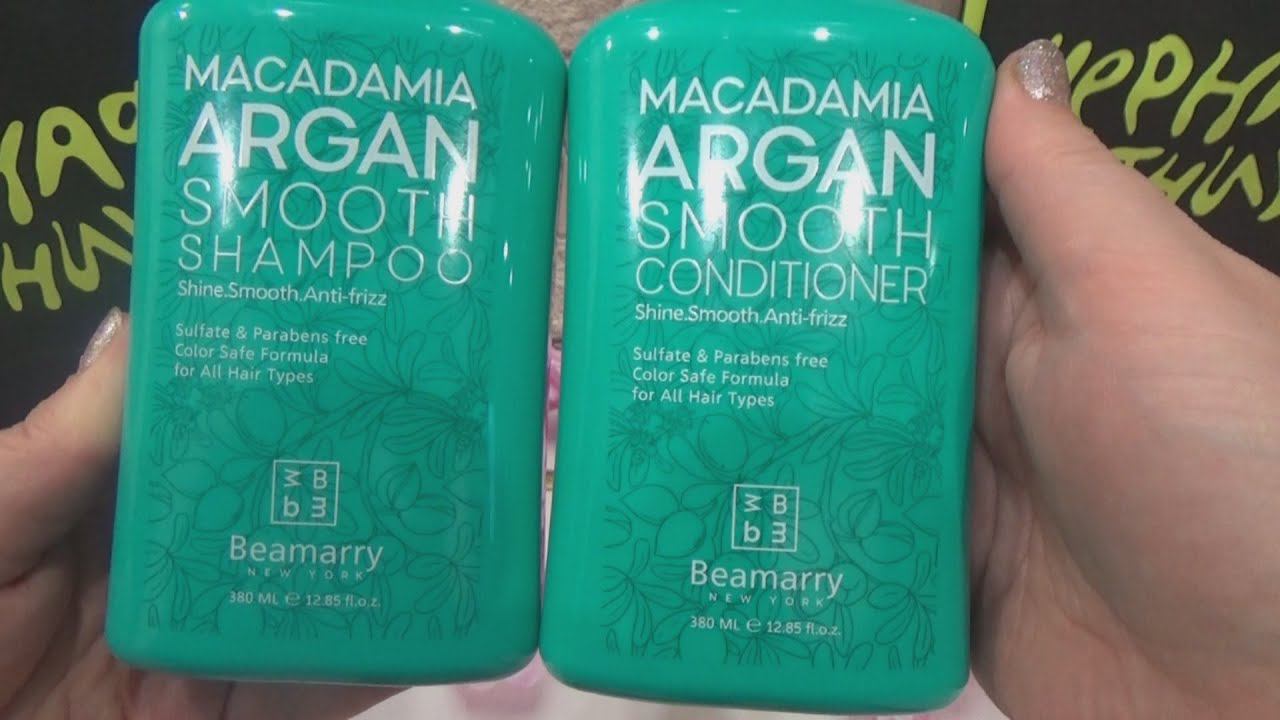 MACADAMIA
ARGAN
SMOOTH
SHAMPOO
Shine.Smooth.Anti-frizz
Sulfate & Parabens free
Color Safe Formula
for All Hair Types
Beamarry
NEW YORK
380 ML e 12.85 fl.o.z.
MACADAMIA
ARGAN
SMOOTH
CONDITIONER
Shine.Smooth.Anti-frizz
Sulfate & Parabens free
Color Safe Formula
for All Hair Types
Beamarry
NEW YORK
380 ML e 12.85 fl.o.z.